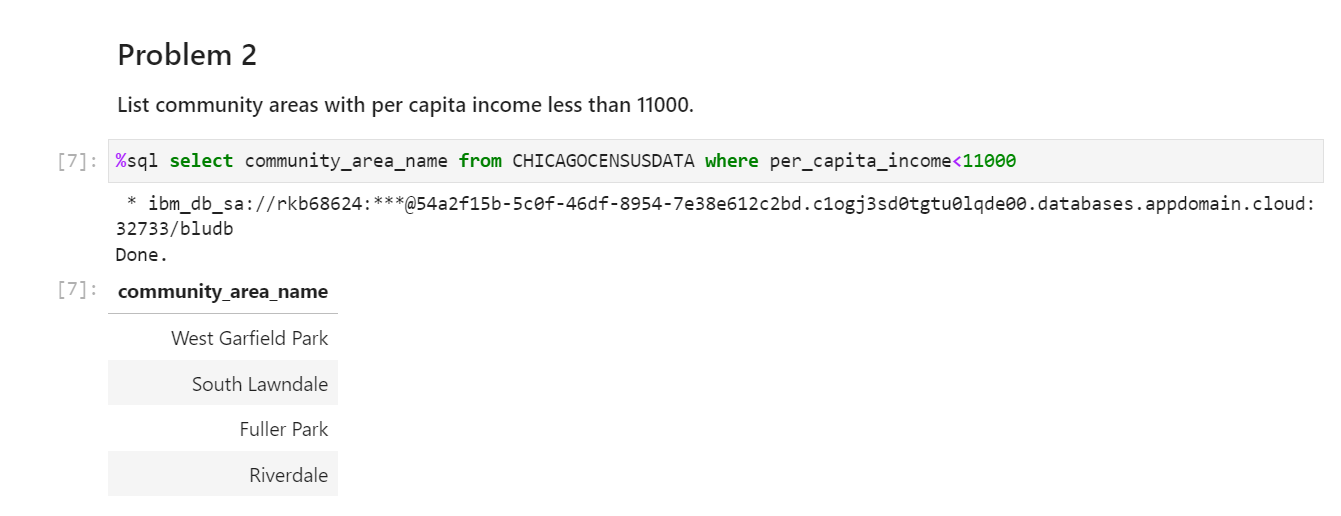 Problem 2
List community areas with per capita income less than 11000.
[7]: %sql select community_area_name from CHICAGOCENSUSDATA where per_capita_income<11000
* ibm_db_sa://rkb68624:***@54a2f15b-5c0f-46df-8954-7e38e612c2bd.c1ogj3sd0tgtu0lqde00.databases.appdomain.cloud:
32733/bludb
Done.
[7]: community_area_name
West Garfield Park
South Lawndale
Fuller Park
Riverdale